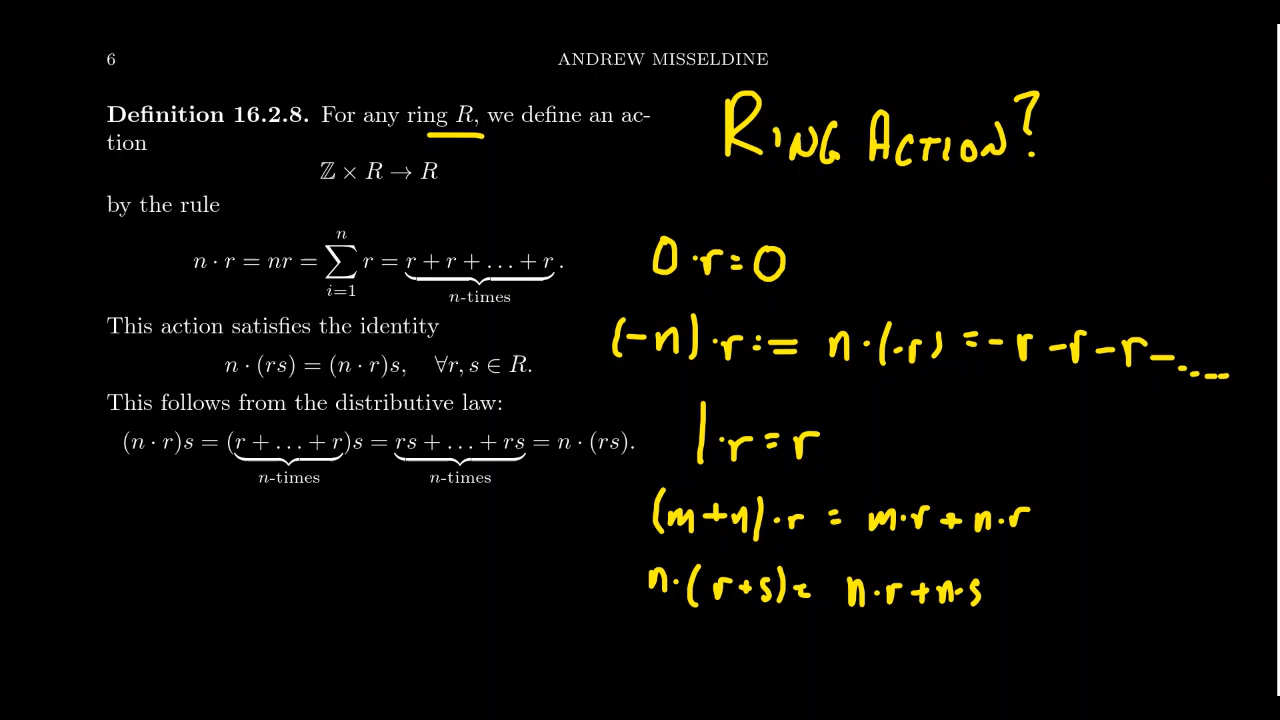 6 ANDREW MISSELDINE
Definition 16.2.8. For any ring R, we define an ac-
tion
ℤ × R → R
by the rule
n · r = nr = ∑_{i=1}^{n} r = r + r + … + r .
n-times
This action satisfies the identity
n · (rs) = (n · r)s, ∀r, s ∈ R.
This follows from the distributive law:
(n · r)s = (r + … + r)s = rs + … + rs = n · (rs).
n-times n-times
RING ACTION?
0 · r = 0
(-n) · r := n · (-r) = -r -r -r - .....
1 · r = r
(m + n) · r = m · r + n · r
n · (r + s) = n · r + n · s